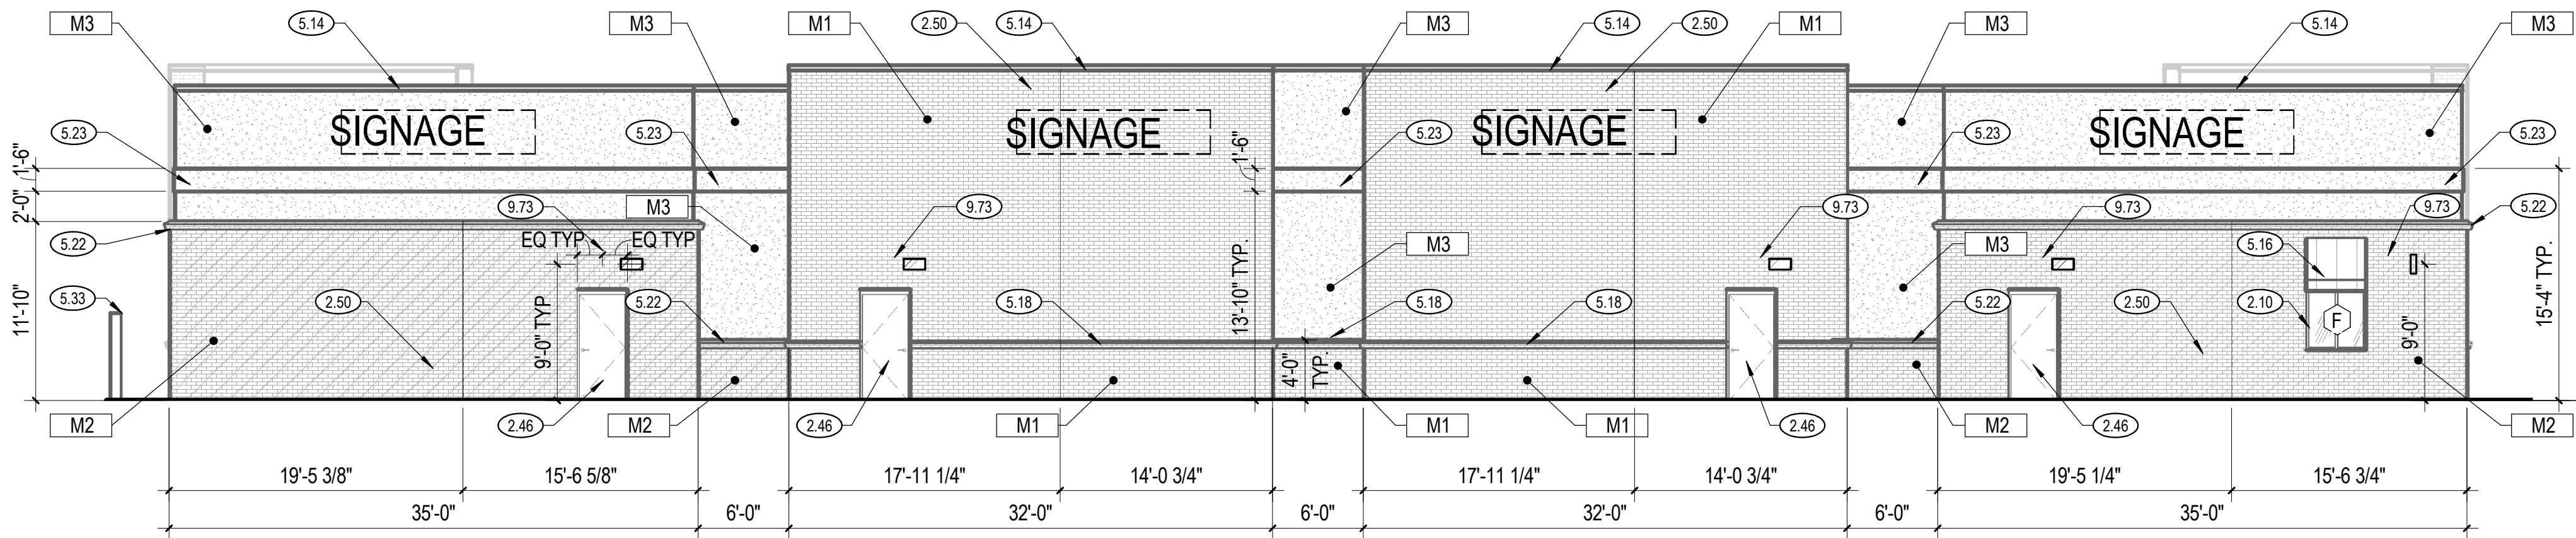 M3
5.14
M3
M1
2.50
5.14
M3
5.14
2.50
M1
M3
5.14
M3
5.23
SIGNAGE
5.23
SIGNAGE
5.23
SIGNAGE
5.23
SIGNAGE
5.23
1'-6"
1'-6"
2'-0"
9.73
M3
9.73
9.73
9.73
9.73
5.22
5.22
EQ TYP
EQ TYP
M3
M3
5.16
13'-10" TYP.
15'-4" TYP.
11'-10"
5.33
2.50
9'-0" TYP
5.22
5.18
5.18
5.18
5.22
2.50
2.10
F
9'-0"
4'-0"
TYP.
M2
2.46
M2
2.46
M1
M1
M1
2.46
M2
2.46
M2
19'-5 3/8"
15'-6 5/8"
17'-11 1/4"
14'-0 3/4"
17'-11 1/4"
14'-0 3/4"
19'-5 1/4"
15'-6 3/4"
35'-0"
6'-0"
32'-0"
6'-0"
32'-0"
6'-0"
35'-0"